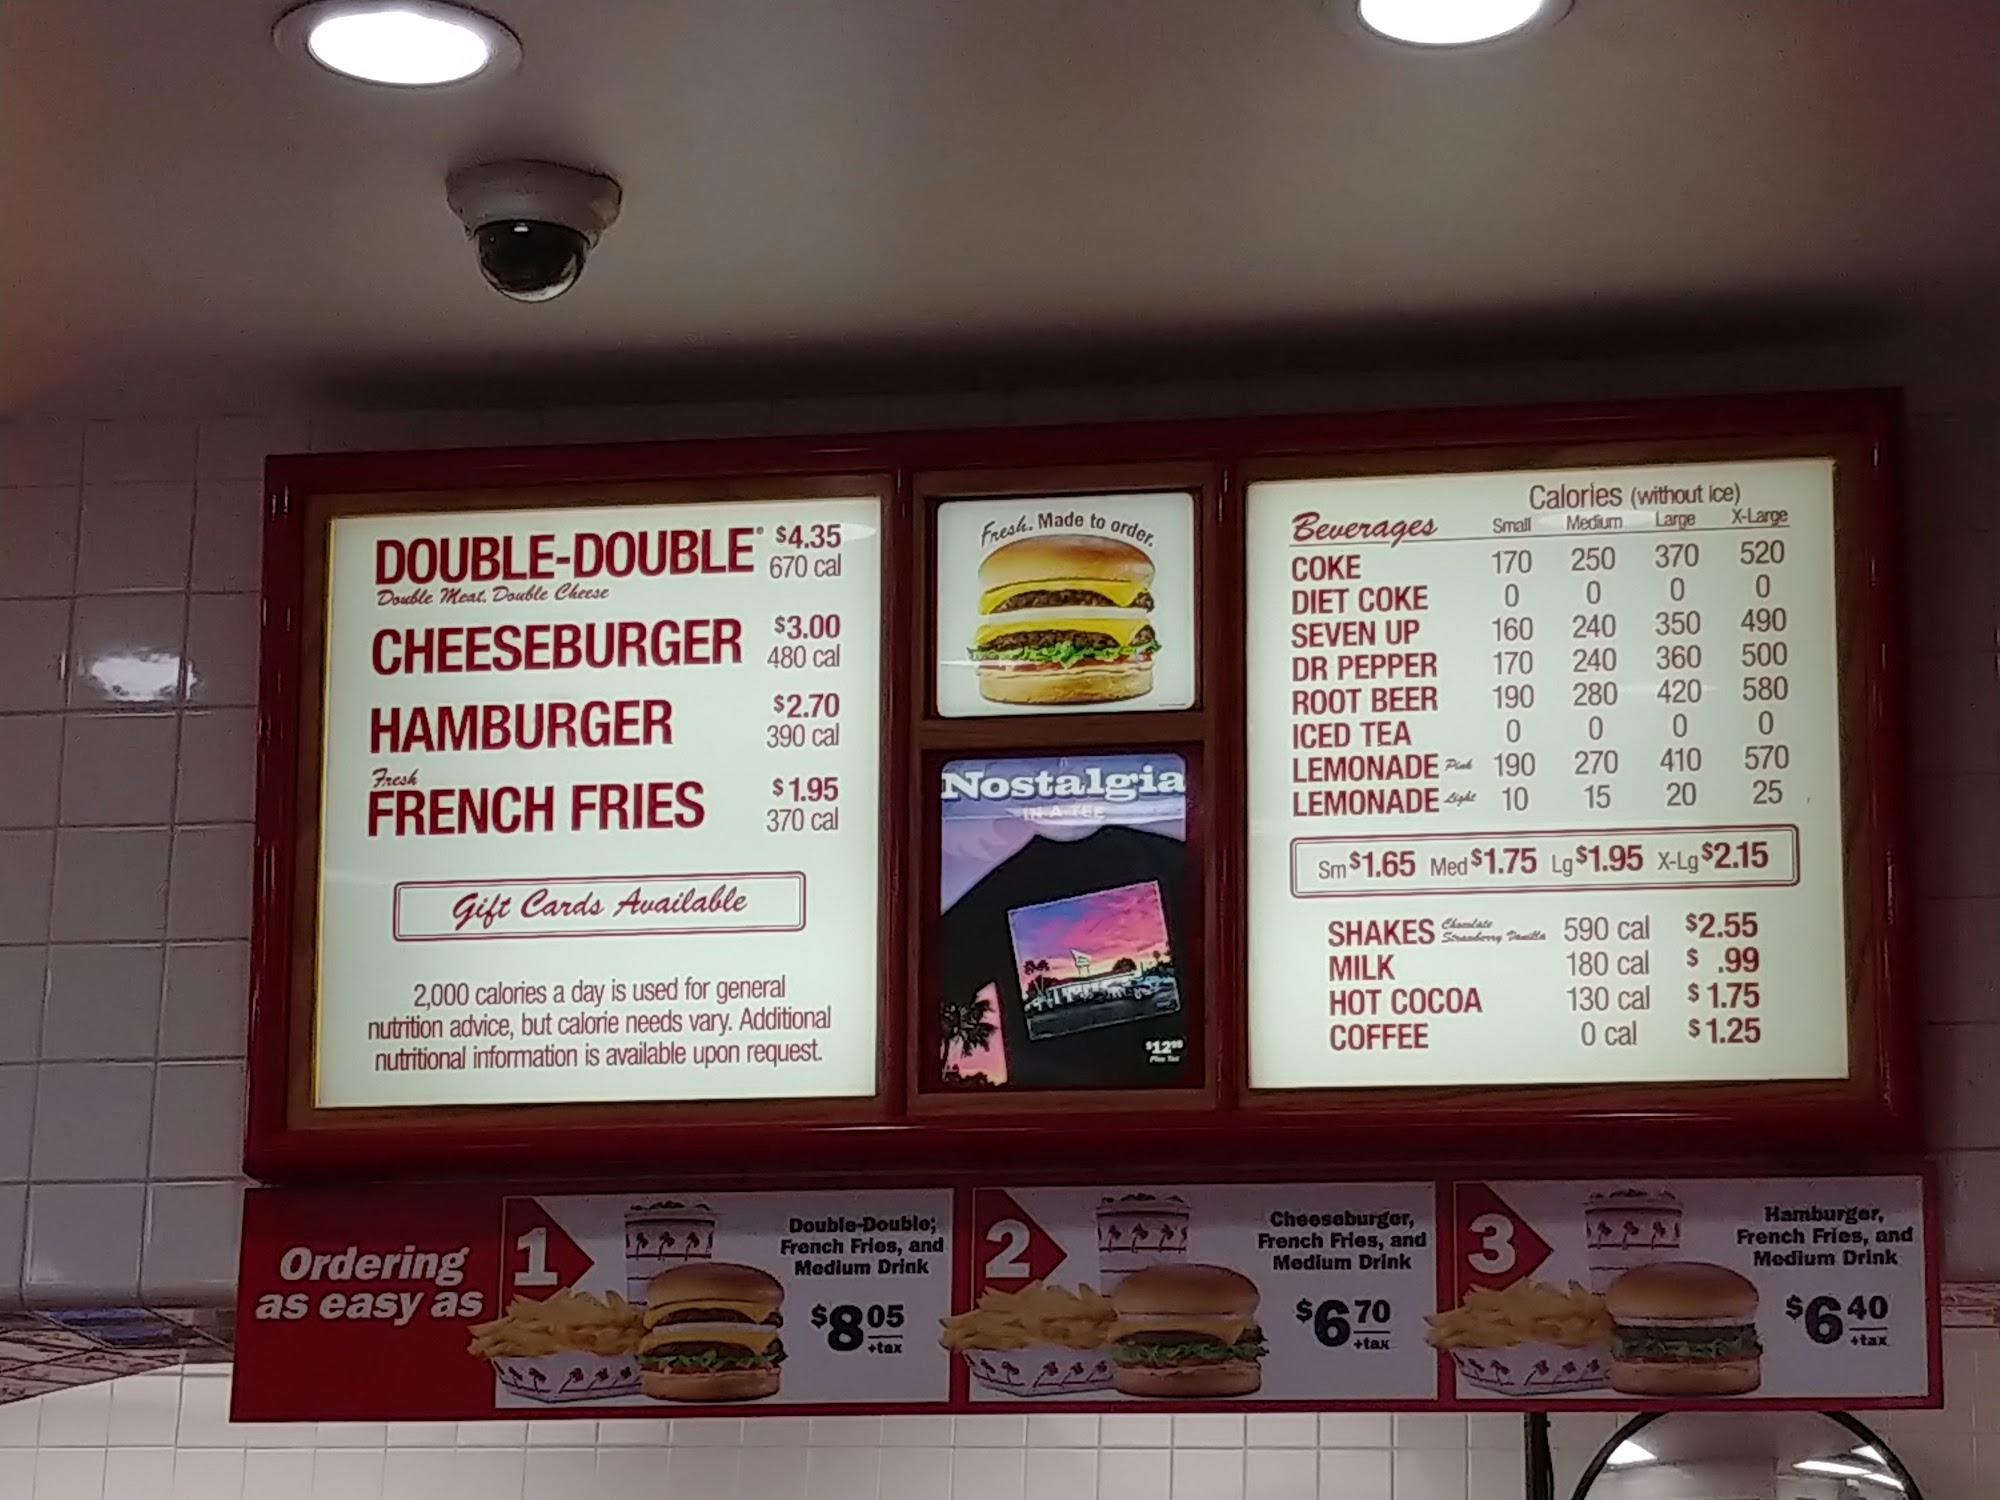 DOUBLE-DOUBLE® $4.35
Double Meat. Double Cheese 670 cal
CHEESEBURGER $3.00
480 cal
HAMBURGER $2.70
390 cal
Fresh
FRENCH FRIES $1.95
370 cal
Gift Cards Available
2,000 calories a day is used for general
nutrition advice, but calorie needs vary. Additional
nutritional information is available upon request.
Fresh. Made to order.
Nostalgia
IN-A-TEE
$12.95
Plus Tax
Calories (without ice)
Beverages Small Medium Large X-Large
COKE 170 250 370 520
DIET COKE 0 0 0 0
SEVEN UP 160 240 350 490
DR PEPPER 170 240 360 500
ROOT BEER 190 280 420 580
ICED TEA 0 0 0 0
LEMONADE Pink 190 270 410 570
LEMONADE Light 10 15 20 25
Sm $1.65 Med $1.75 Lg $1.95 X-Lg $2.15
SHAKES Chocolate Strawberry Vanilla 590 cal $2.55
MILK 180 cal $ .99
HOT COCOA 130 cal $1.75
COFFEE 0 cal $1.25
Ordering
as easy as
1
Double-Double;
French Fries, and
Medium Drink
$8 05
+tax
2
Cheeseburger,
French Fries, and
Medium Drink
$6 70
+tax
3
Hamburger,
French Fries, and
Medium Drink
$6 40
+tax